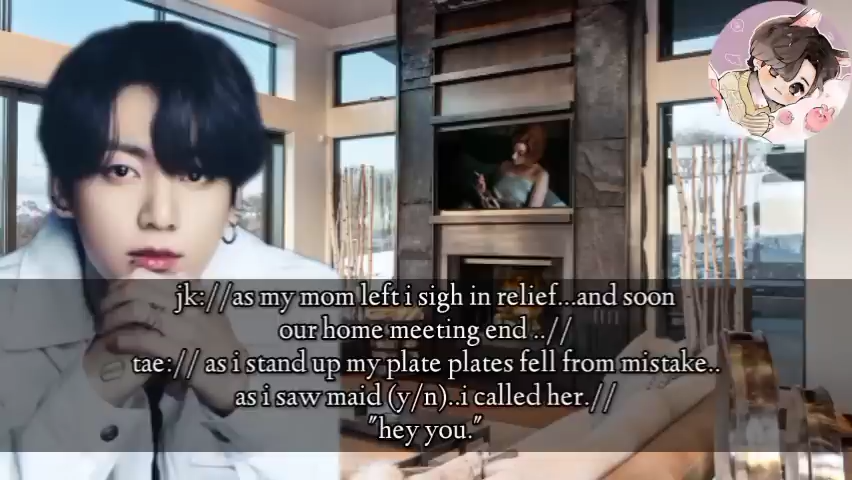 jk://as my mom left i sigh in relief...and soon
our home meeting end ..//
tae:// as i stand up my plate plates fell from mistake..
as i saw maid (y/n)..i called her.//
"hey you."